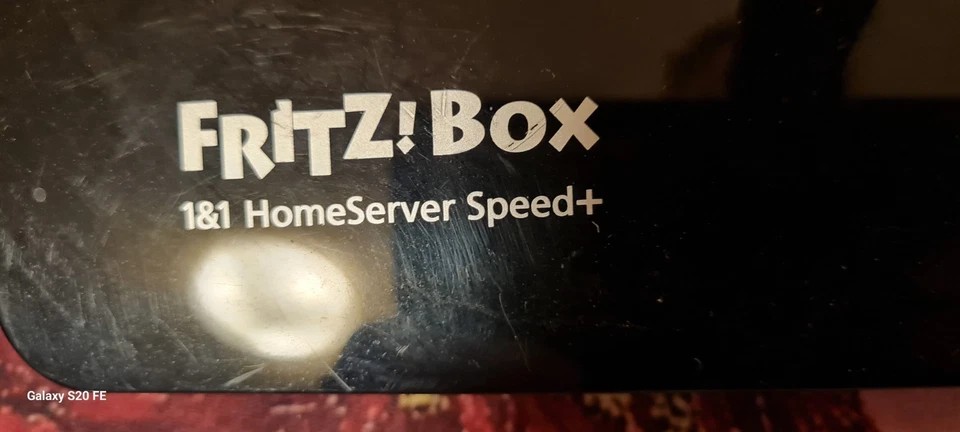 FRITZ!BOX
1&1 HomeServer Speed+
Galaxy S20 FE